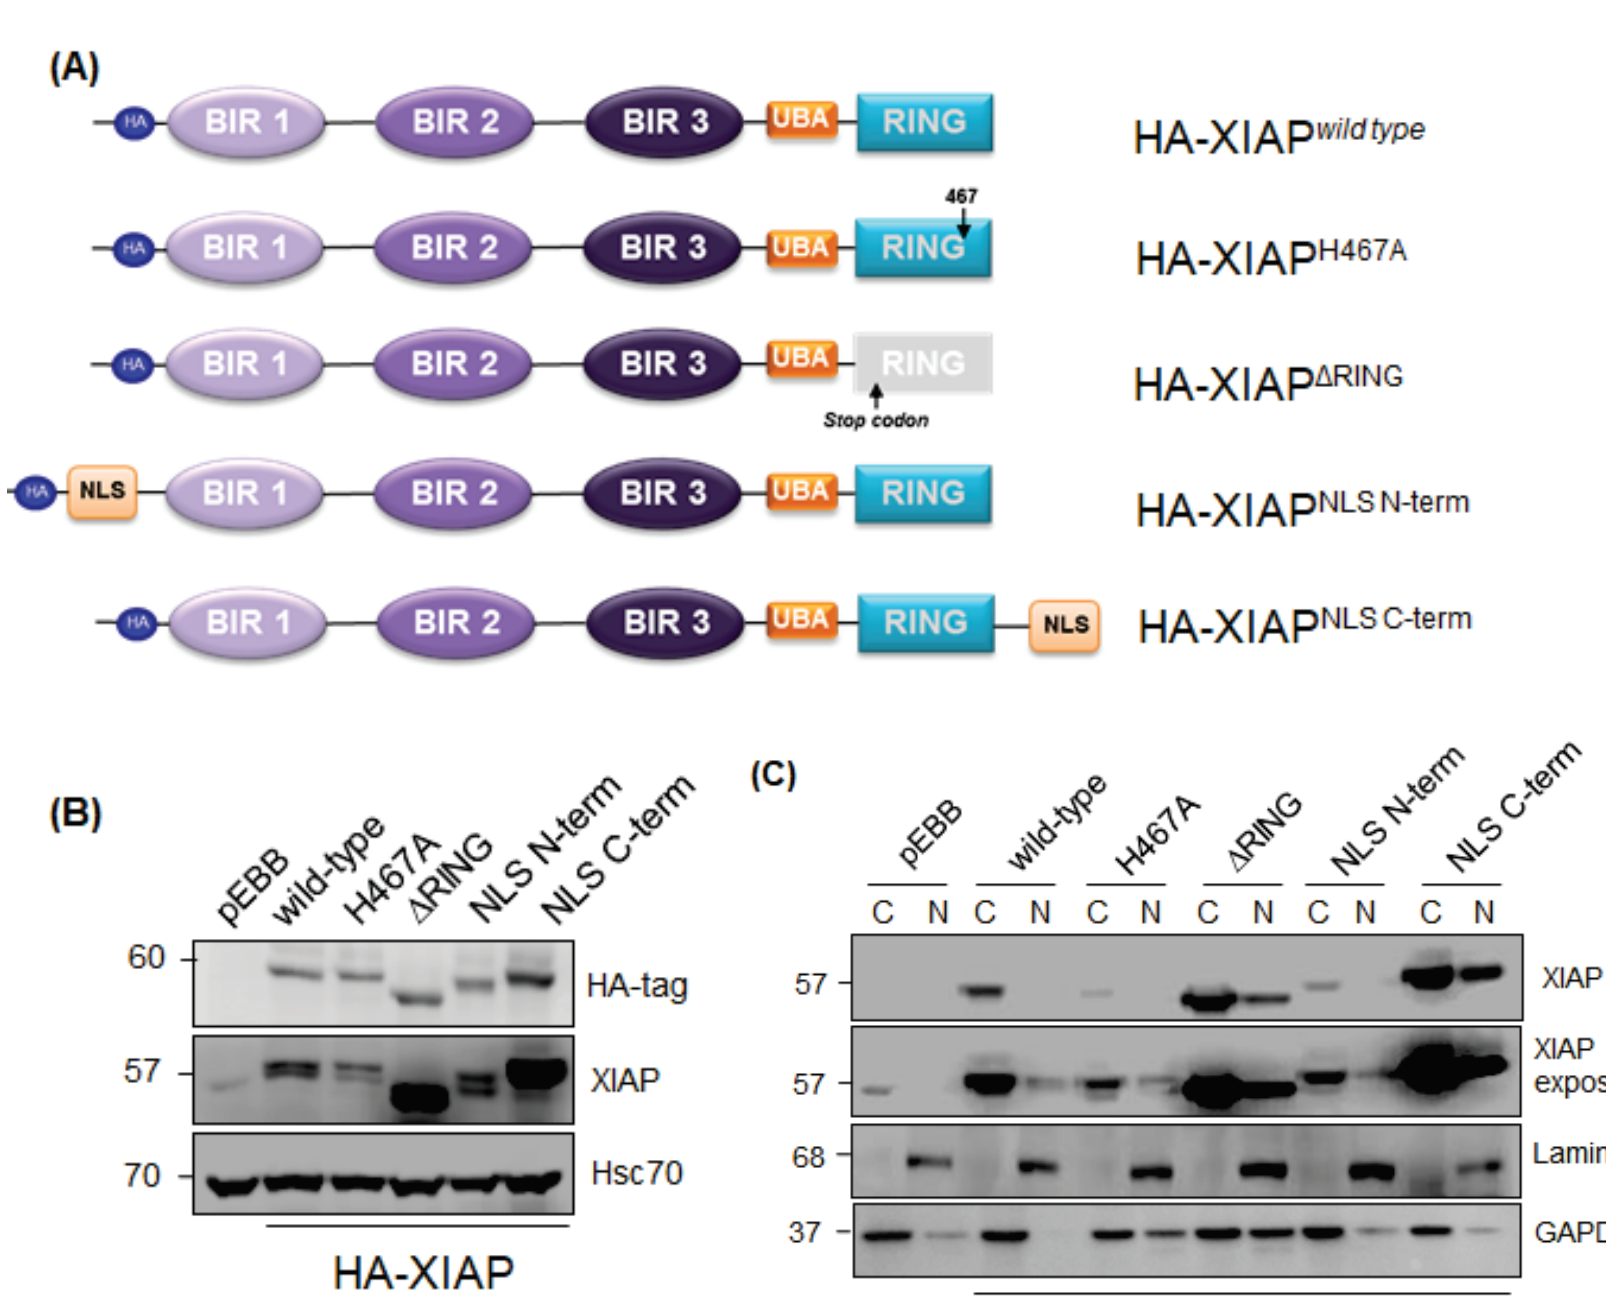 (A)
HA BIR 1 BIR 2 BIR 3 UBA RING HA-XIAPwild type
467
HA BIR 1 BIR 2 BIR 3 UBA RING HA-XIAPH467A
HA BIR 1 BIR 2 BIR 3 UBA RING HA-XIAPΔRING
Stop codon
HA NLS BIR 1 BIR 2 BIR 3 UBA RING HA-XIAPNLS N-term
HA BIR 1 BIR 2 BIR 3 UBA RING NLS HA-XIAPNLS C-term
(B)
pEBB wild-type H467A ΔRING NLS N-term NLS C-term
60 HA-tag
57 XIAP
70 Hsc70
HA-XIAP
(C)
pEBB wild-type H467A ΔRING NLS N-term NLS C-term
C N C N C N C N C N C N
57 XIAP
57 XIAP
expos
68 Lamin
37 GAPD